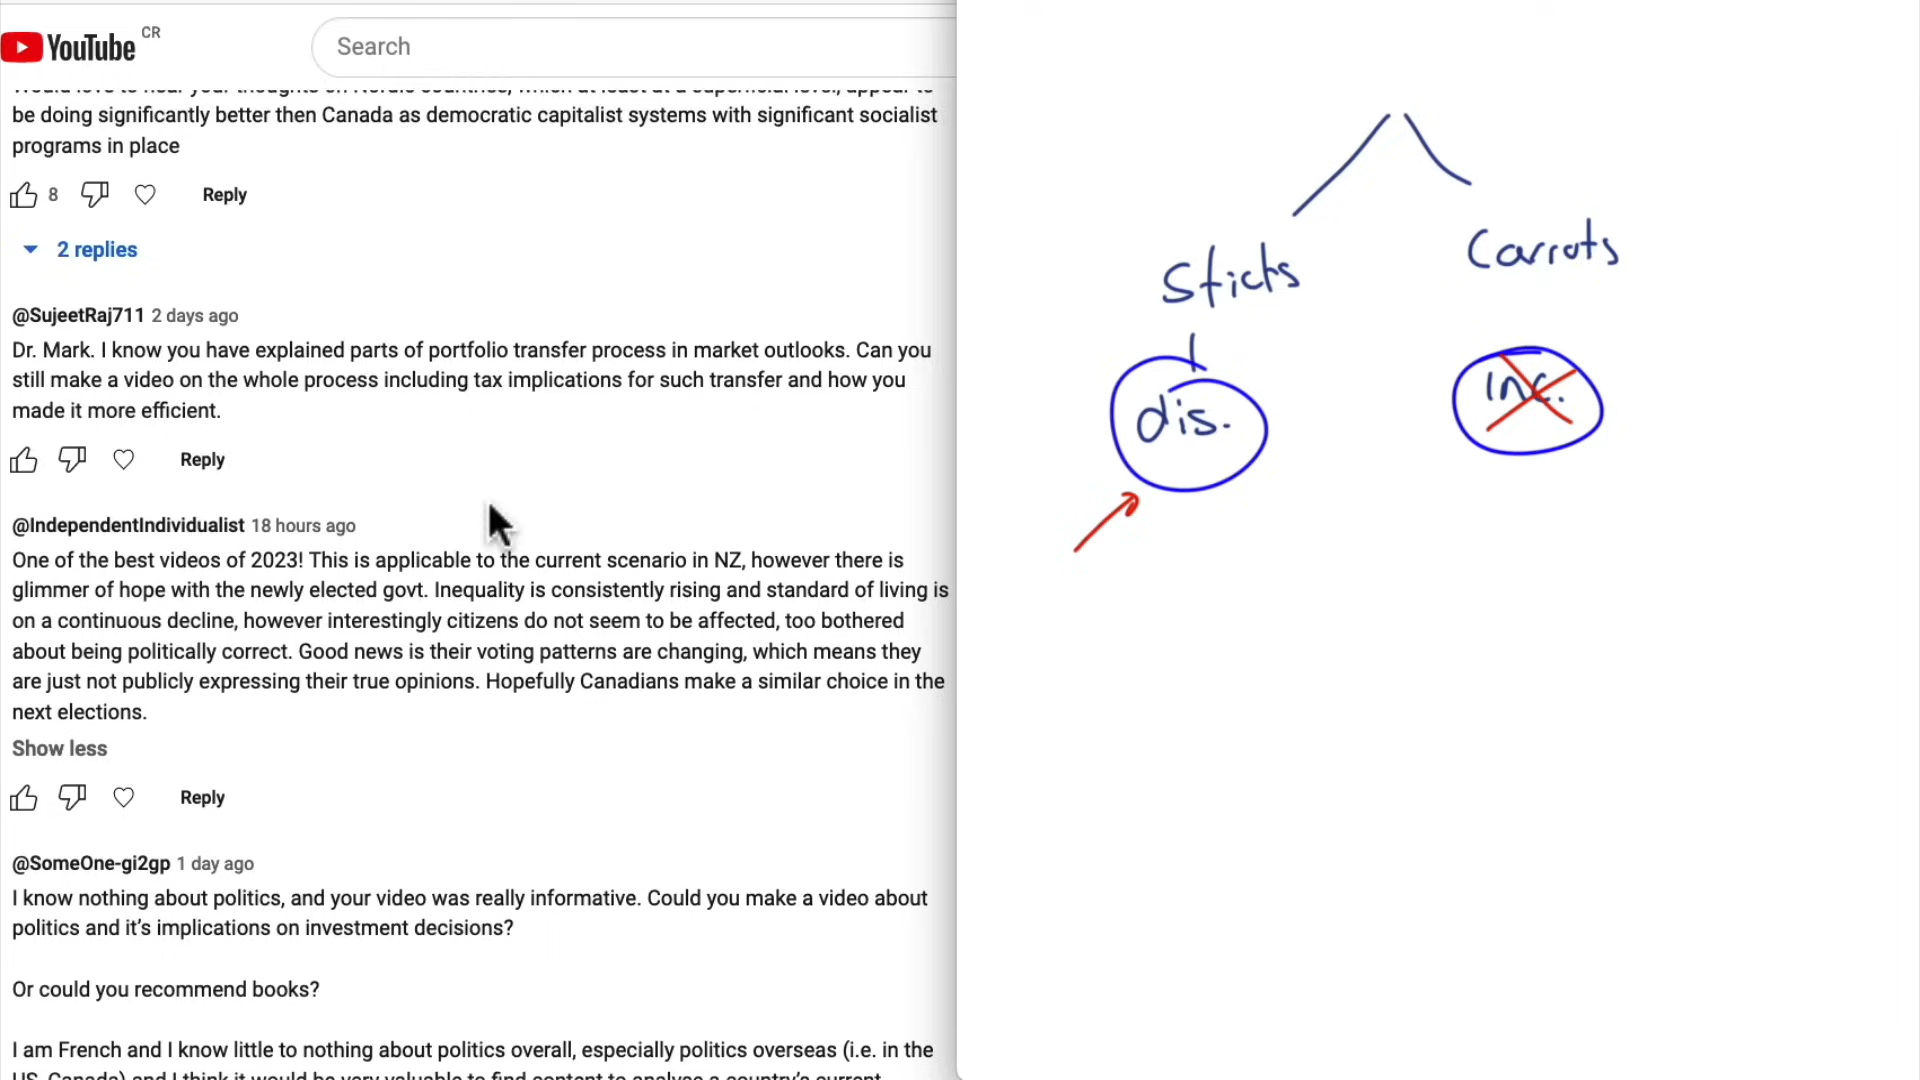 YouTube CR
Search
be doing significantly better then Canada as democratic capitalist systems with significant socialist
programs in place
8 Reply
2 replies
@SujeetRaj711 2 days ago
Dr. Mark. I know you have explained parts of portfolio transfer process in market outlooks. Can you
still make a video on the whole process including tax implications for such transfer and how you
made it more efficient.
Reply
@IndependentIndividualist 18 hours ago
One of the best videos of 2023! This is applicable to the current scenario in NZ, however there is
glimmer of hope with the newly elected govt. Inequality is consistently rising and standard of living is
on a continuous decline, however interestingly citizens do not seem to be affected, too bothered
about being politically correct. Good news is their voting patterns are changing, which means they
are just not publicly expressing their true opinions. Hopefully Canadians make a similar choice in the
next elections.
Show less
Reply
@SomeOne-gi2gp 1 day ago
I know nothing about politics, and your video was really informative. Could you make a video about
politics and it's implications on investment decisions?
Or could you recommend books?
I am French and I know little to nothing about politics overall, especially politics overseas (i.e. in the
Sticks
Carrots
dis.
inc.